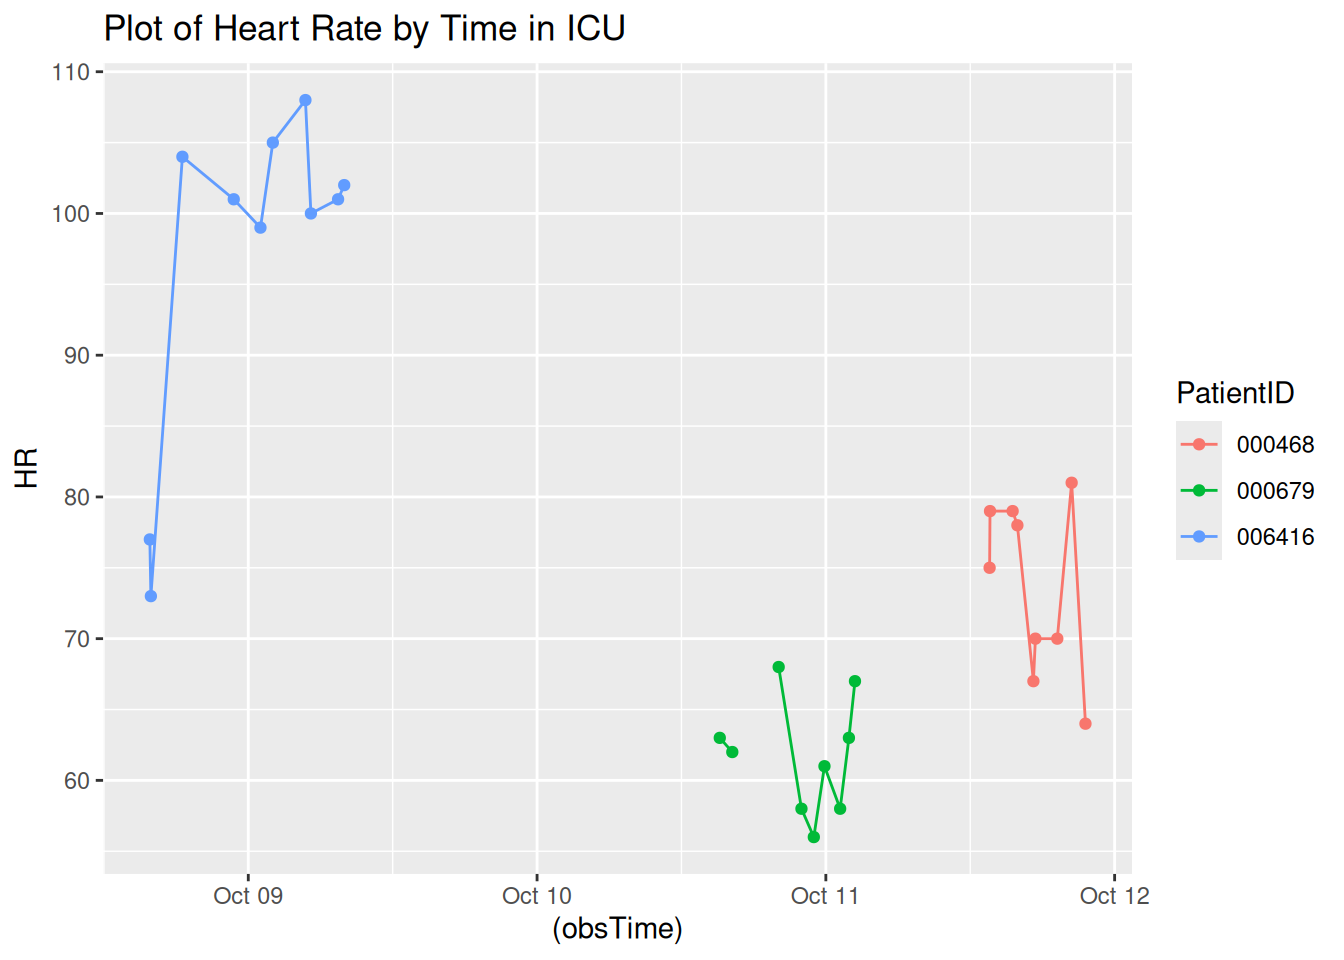 Plot of Heart Rate by Time in ICU
110
100
90
80
70
60
HR
Oct 09
Oct 10
Oct 11
Oct 12
(obsTime)
PatientID
000468
000679
006416